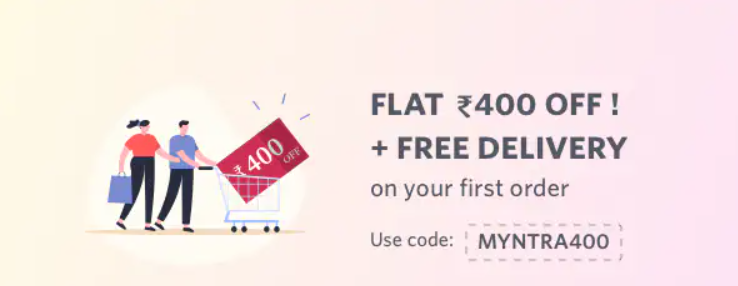 ₹ 400 OFF
FLAT ₹400 OFF !
+ FREE DELIVERY
on your first order
Use code: MYNTRA400